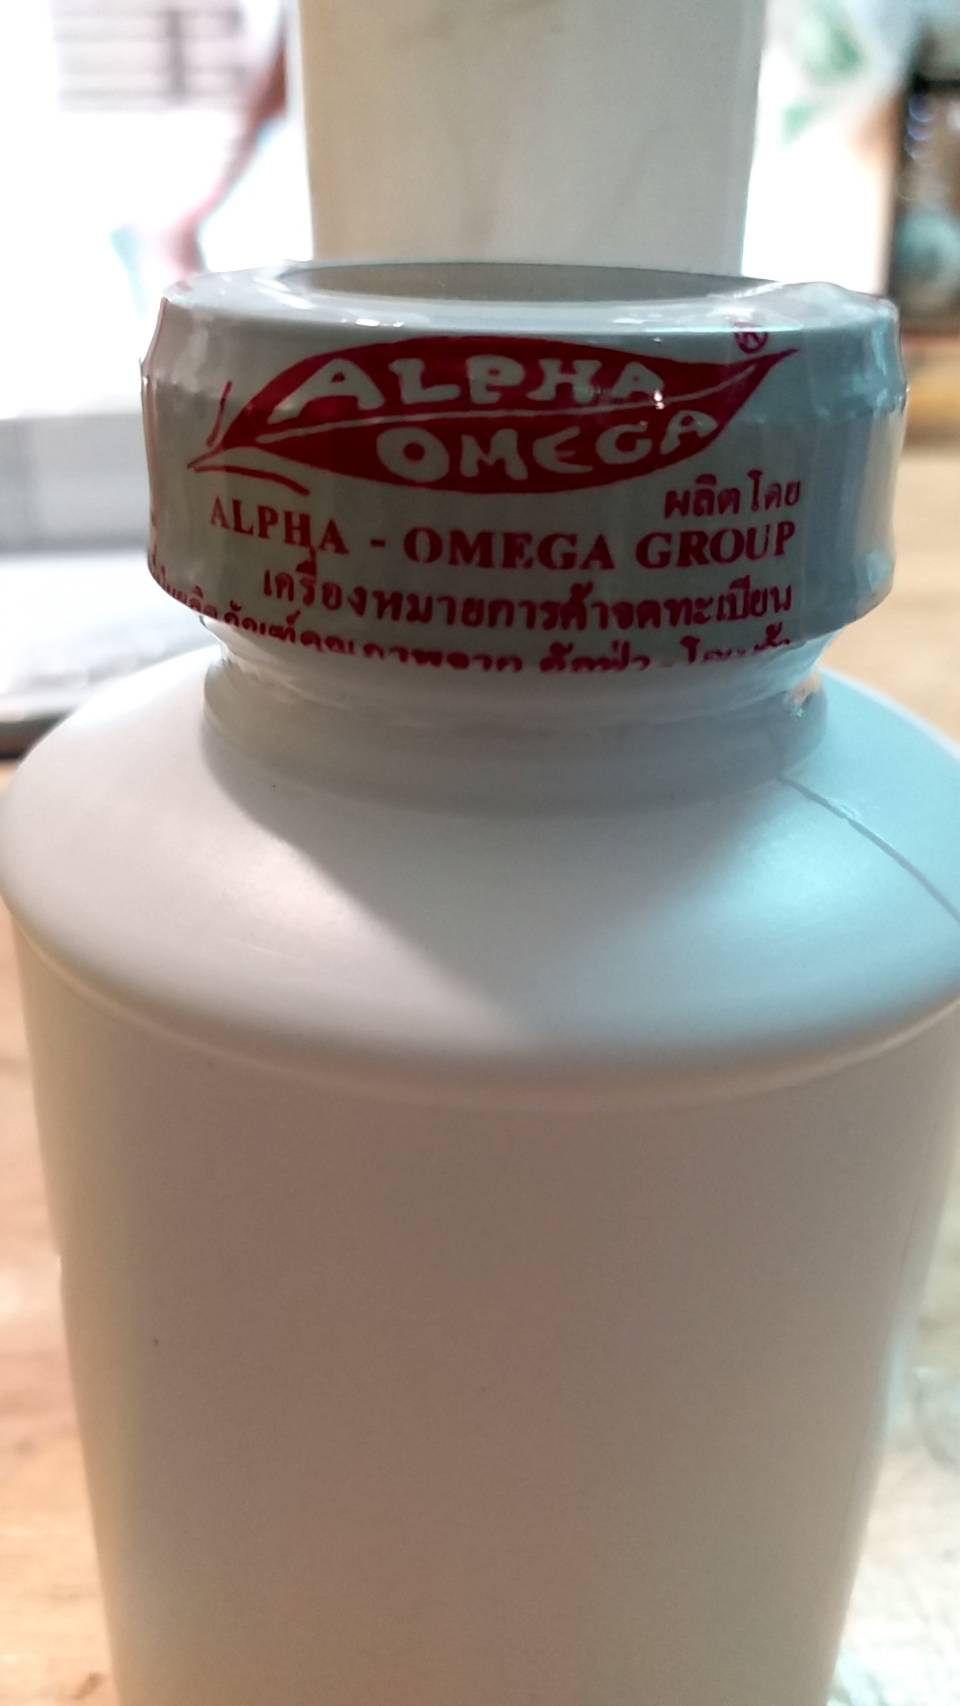 ALPHA
®
OMEGA
ผลิตโดย
ALPHA - OMEGA GROUP
เครื่องหมายการค้าจดทะเบียน